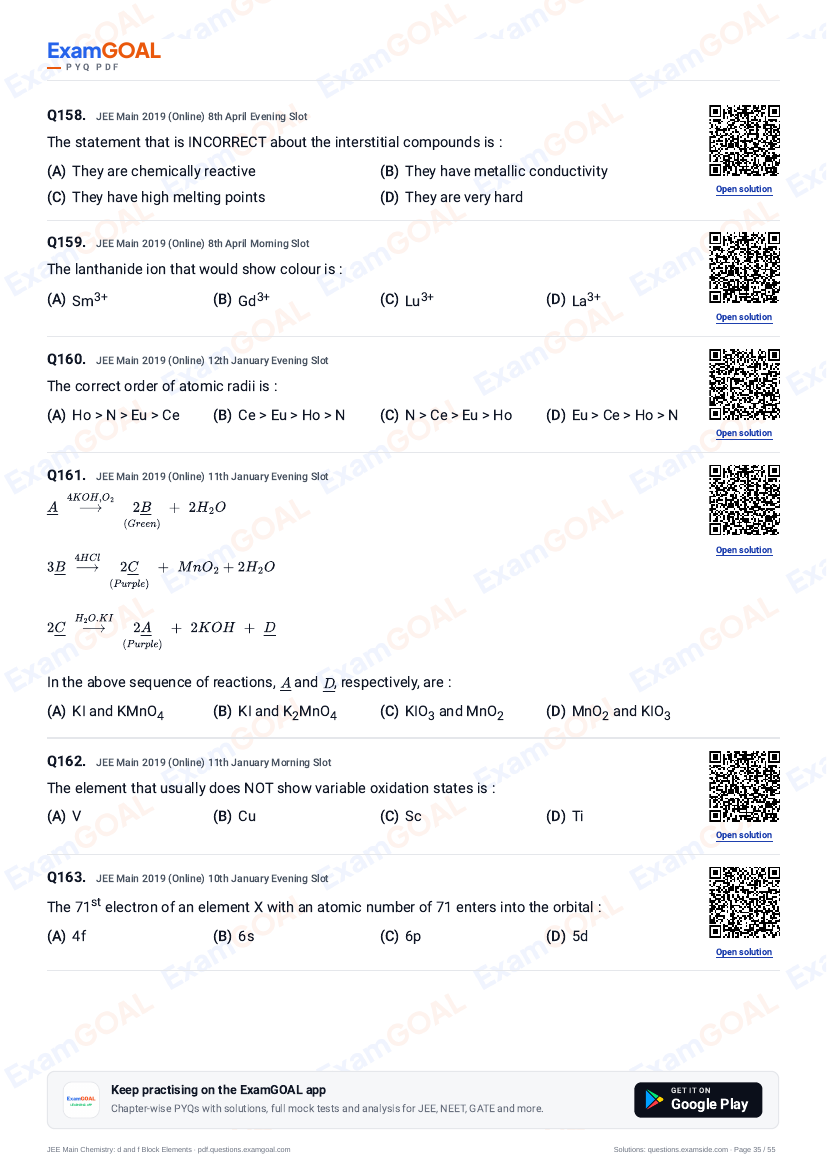 ExamGOAL
PYQ PDF
Q158. JEE Main 2019 (Online) 8th April Evening Slot
The statement that is INCORRECT about the interstitial compounds is :
(A) They are chemically reactive (B) They have metallic conductivity
(C) They have high melting points (D) They are very hard
Open solution
Q159. JEE Main 2019 (Online) 8th April Morning Slot
The lanthanide ion that would show colour is :
(A) Sm³⁺ (B) Gd³⁺ (C) Lu³⁺ (D) La³⁺
Open solution
Q160. JEE Main 2019 (Online) 12th January Evening Slot
The correct order of atomic radii is :
(A) Ho > N > Eu > Ce (B) Ce > Eu > Ho > N (C) N > Ce > Eu > Ho (D) Eu > Ce > Ho > N
Open solution
Q161. JEE Main 2019 (Online) 11th January Evening Slot
A 4KOH,O₂ ⟶ 2B (Green) + 2H₂O
3B 4HCl ⟶ 2C (Purple) + MnO₂ + 2H₂O
2C H₂O.KI ⟶ 2A (Purple) + 2KOH + D
In the above sequence of reactions, A and D, respectively, are :
(A) KI and KMnO₄ (B) KI and K₂MnO₄ (C) KIO₃ and MnO₂ (D) MnO₂ and KIO₃
Open solution
Q162. JEE Main 2019 (Online) 11th January Morning Slot
The element that usually does NOT show variable oxidation states is :
(A) V (B) Cu (C) Sc (D) Ti
Open solution
Q163. JEE Main 2019 (Online) 10th January Evening Slot
The 71ˢᵗ electron of an element X with an atomic number of 71 enters into the orbital :
(A) 4f (B) 6s (C) 6p (D) 5d
Open solution
ExamGOAL
Keep practising on the ExamGOAL app
Chapter-wise PYQs with solutions, full mock tests and analysis for JEE, NEET, GATE and more.
GET IT ON
Google Play
JEE Main Chemistry: d and f Block Elements · pdf.questions.examgoal.com
Solutions: questions.examside.com · Page 35 / 55